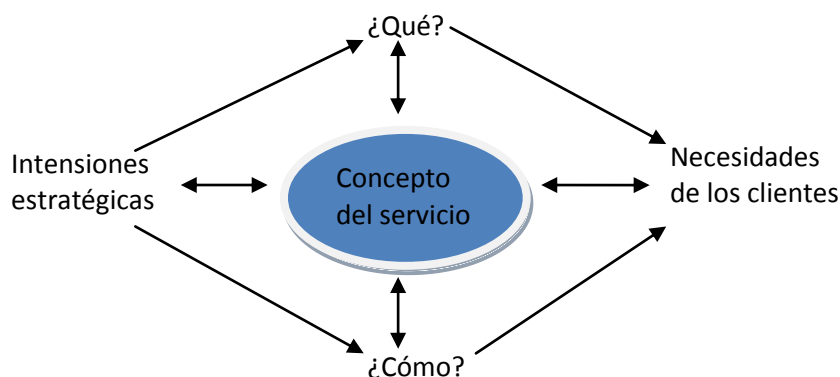 ¿Qué?
Intensiones
estratégicas
Concepto
del servicio
Necesidades
de los clientes
¿Cómo?